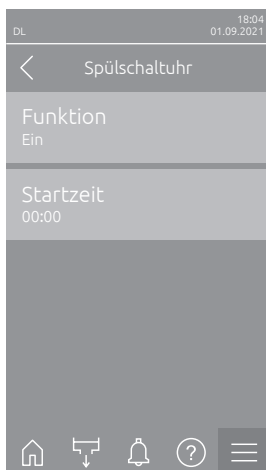 18:04
DL 01.09.2021
Spülschaltuhr
Funktion
Ein
Startzeit
00:00
?